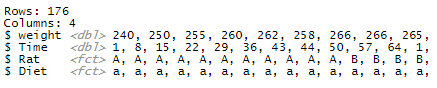 Rows: 176
Columns: 4
$ weight <dbl> 240, 250, 255, 260, 262, 258, 266, 266, 265,
$ Time <dbl> 1, 8, 15, 22, 29, 36, 43, 44, 50, 57, 64, 1,
$ Rat <fct> A, A, A, A, A, A, A, A, A, A, A, B, B, B, B,
$ Diet <fct> a, a, a, a, a, a, a, a, a, a, a, a, a, a, a,